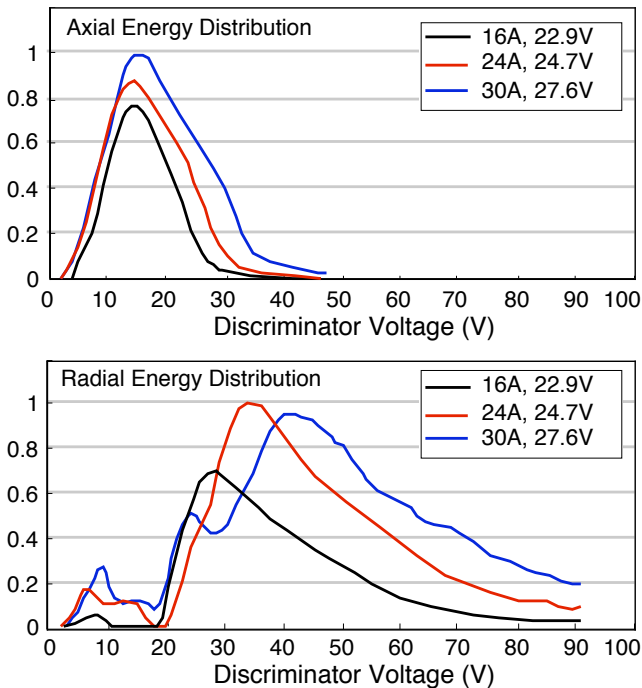 Axial Energy Distribution
16A, 22.9V
24A, 24.7V
30A, 27.6V
1
0.8
0.6
0.4
0.2
0
0 10 20 30 40 50 60 70 80 90 100
Discriminator Voltage (V)
Radial Energy Distribution
16A, 22.9V
24A, 24.7V
30A, 27.6V
1
0.8
0.6
0.4
0.2
0
0 10 20 30 40 50 60 70 80 90 100
Discriminator Voltage (V)